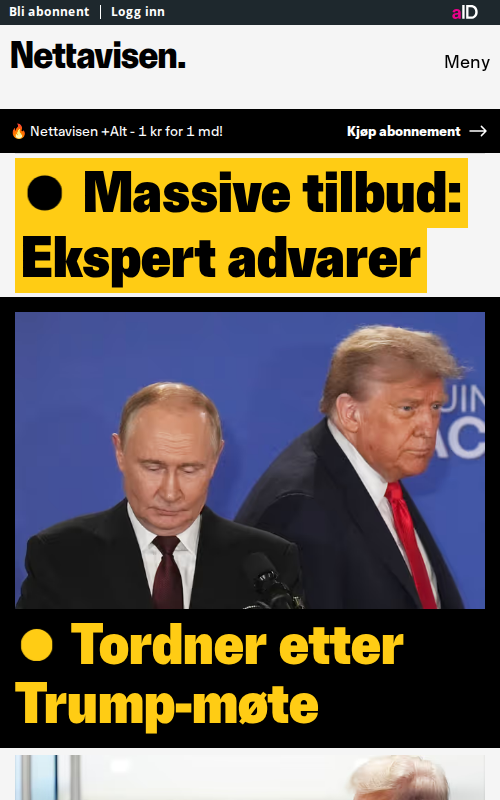 Bli abonnent | Logg inn
aID
Nettavisen.
Meny
🔥 Nettavisen +Alt - 1 kr for 1 md!
Kjøp abonnement →
● Massive tilbud:
Ekspert advarer
● Tordner etter
Trump-møte